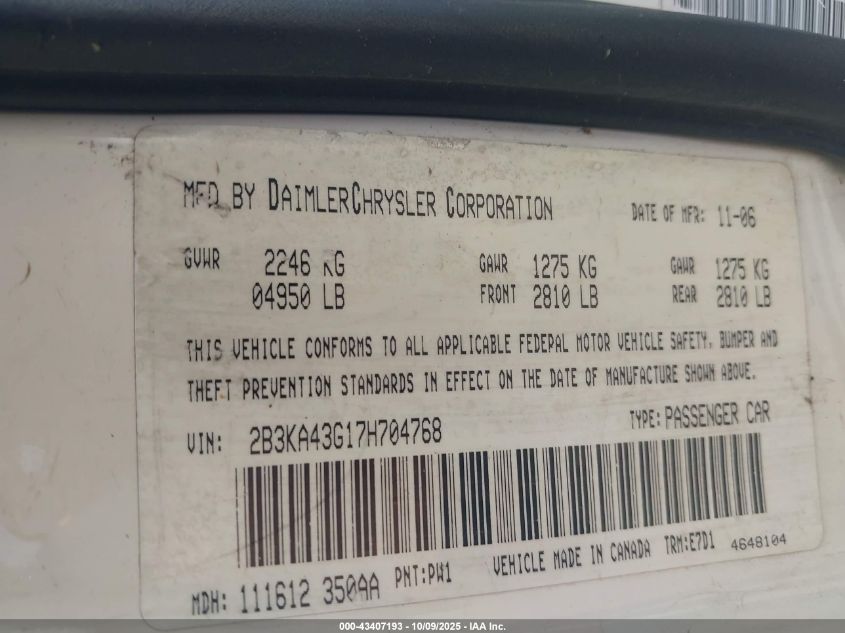 MFD BY DAIMLERCHRYSLER CORPORATION DATE OF MFR: 11-06
GVWR 2246 KG GAWR 1275 KG GAWR 1275 KG
04950 LB FRONT 2810 LB REAR 2810 LB
THIS VEHICLE CONFORMS TO ALL APPLICABLE FEDERAL MOTOR VEHICLE SAFETY, BUMPER AND
THEFT PREVENTION STANDARDS IN EFFECT ON THE DATE OF MANUFACTURE SHOWN ABOVE.
VIN: 2B3KA43G17H704768 TYPE: PASSENGER CAR
MDH: 111612 350AA PNT:PW1 VEHICLE MADE IN CANADA TRM:E7D1 4648104
000-43407193 - 10/09/2025 - IAA Inc.